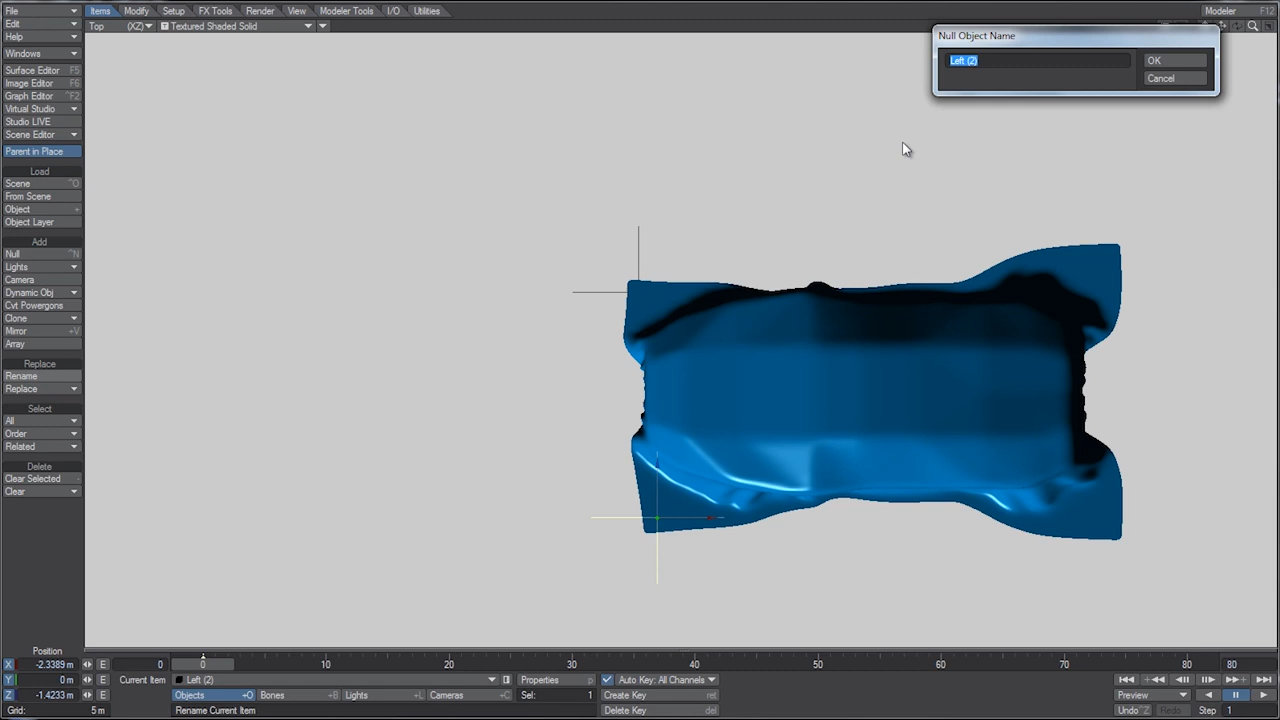 File Items Modify Setup FX Tools Render View Modeler Tools I/O Utilities Modeler F12
Edit Top (XZ) Textured Shaded Solid
Help
Windows
Surface Editor F5
Image Editor F6
Graph Editor ^F2
Virtual Studio
Studio LIVE
Scene Editor
Parent in Place
Load
Scene ^O
From Scene
Object +
Object Layer
Add
Null ^N
Lights
Camera
Dynamic Obj
Cvt Powergons
Clone
Mirror +V
Array
Replace
Rename
Replace
Select
All
Order
Related
Delete
Clear Selected -
Clear
Null Object Name
Left (2) OK
Cancel
Position
X -2.3389 m E 0 0 10 20 30 40 50 60 70 80 80
Y 0 m E Current Item Left (2) Properties p Auto Key: All Channels
Z -1.4233 m E Objects +O Bones +B Lights +L Cameras +C Sel: 1 Create Key ret Preview
Grid: 5 m Rename Current Item Delete Key del Undo ^Z Redo Step 1